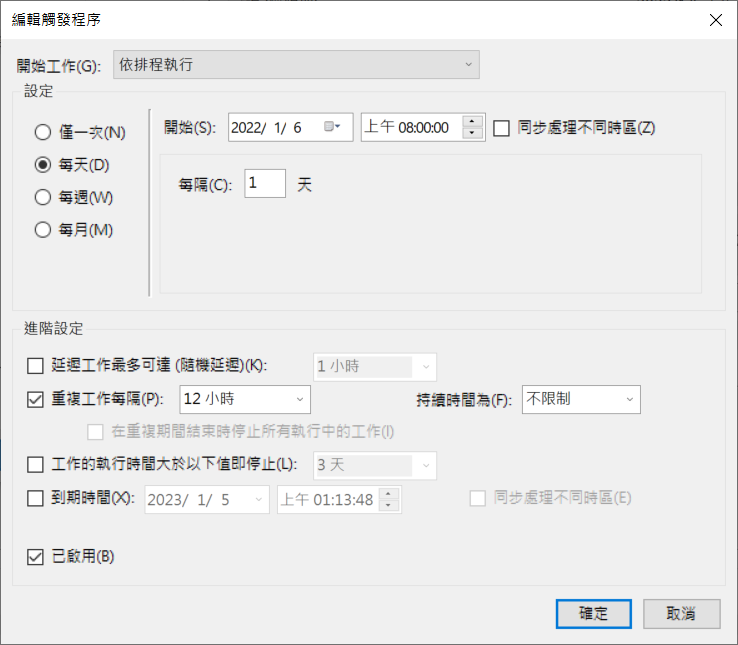 編輯觸發程序
開始工作(G): 依排程執行
設定
僅一次(N)
每天(D)
每週(W)
每月(M)
開始(S): 2022/ 1/ 6 上午 08:00:00 同步處理不同時區(Z)
每隔(C): 1 天
進階設定
延遲工作最多可達 (隨機延遲)(K): 1 小時
重複工作每隔(P): 12 小時 持續時間為(F): 不限制
在重複期間結束時停止所有執行中的工作(I)
工作的執行時間大於以下值即停止(L): 3 天
到期時間(X): 2023/ 1/ 5 上午 01:13:48 同步處理不同時區(E)
已啟用(B)
確定 取消